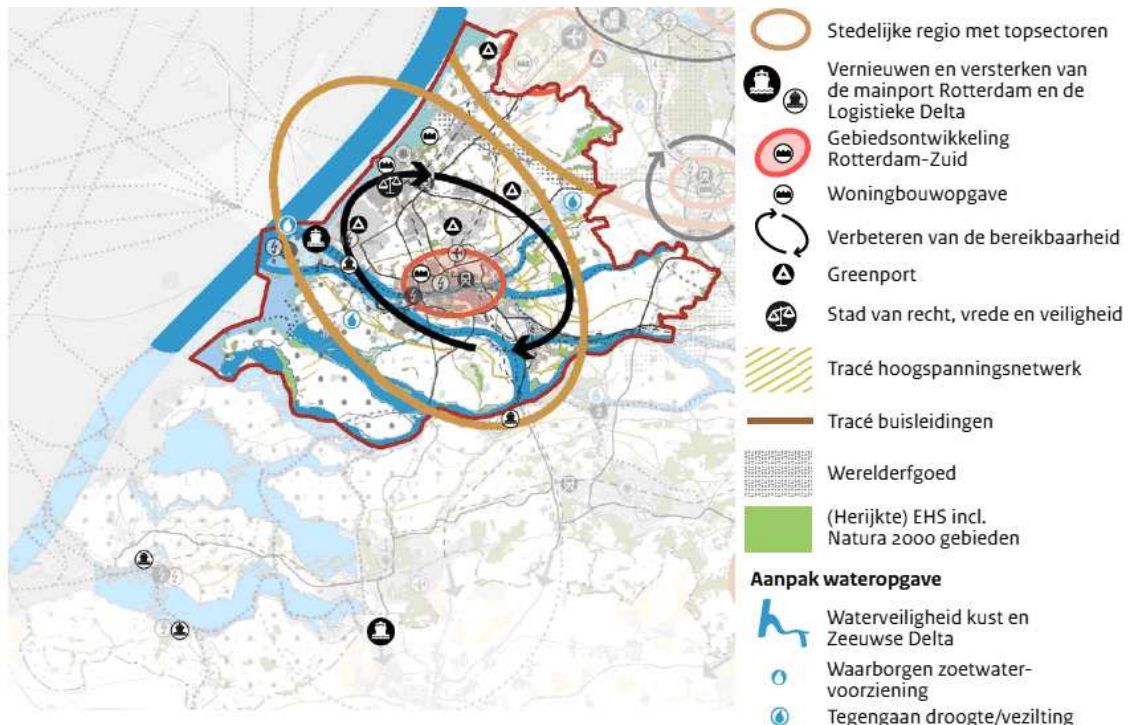 Stedelijke regio met topsectoren
Vernieuwen en versterken van
de mainport Rotterdam en de
Logistieke Delta
Gebiedsontwikkeling
Rotterdam-Zuid
Woningbouwopgave
Verbeteren van de bereikbaarheid
Greenport
Stad van recht, vrede en veiligheid
Tracé hoogspanningsnetwerk
Tracé buisleidingen
Werelderfgoed
(Herijkte) EHS incl.
Natura 2000 gebieden
Aanpak wateropgave
Waterveiligheid kust en
Zeeuwse Delta
Waarborgen zoetwater-
voorziening
Tegengaan droogte/vezilting